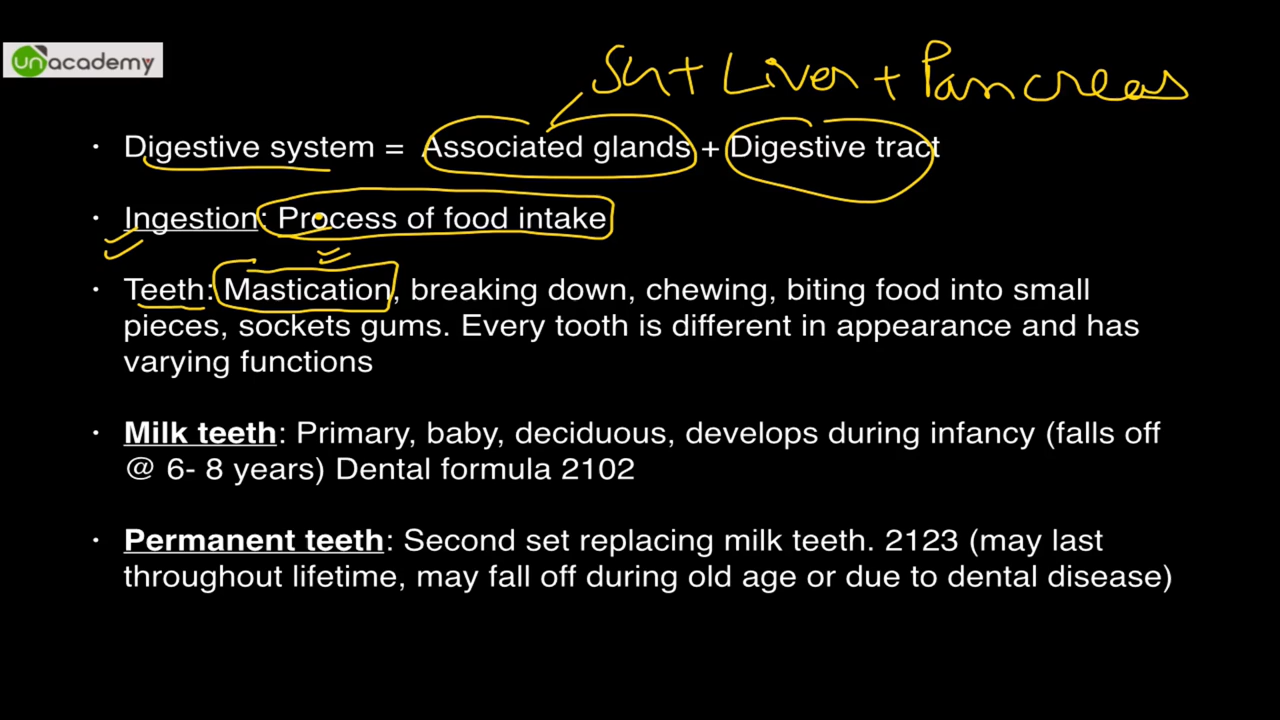 unacademy
+ Liver + Pancreas
• Digestive system = Associated glands + Digestive tract
• Ingestion: Process of food intake
• Teeth: Mastication, breaking down, chewing, biting food into small
pieces, sockets gums. Every tooth is different in appearance and has
varying functions
• Milk teeth: Primary, baby, deciduous, develops during infancy (falls off
@ 6- 8 years) Dental formula 2102
• Permanent teeth: Second set replacing milk teeth. 2123 (may last
throughout lifetime, may fall off during old age or due to dental disease)